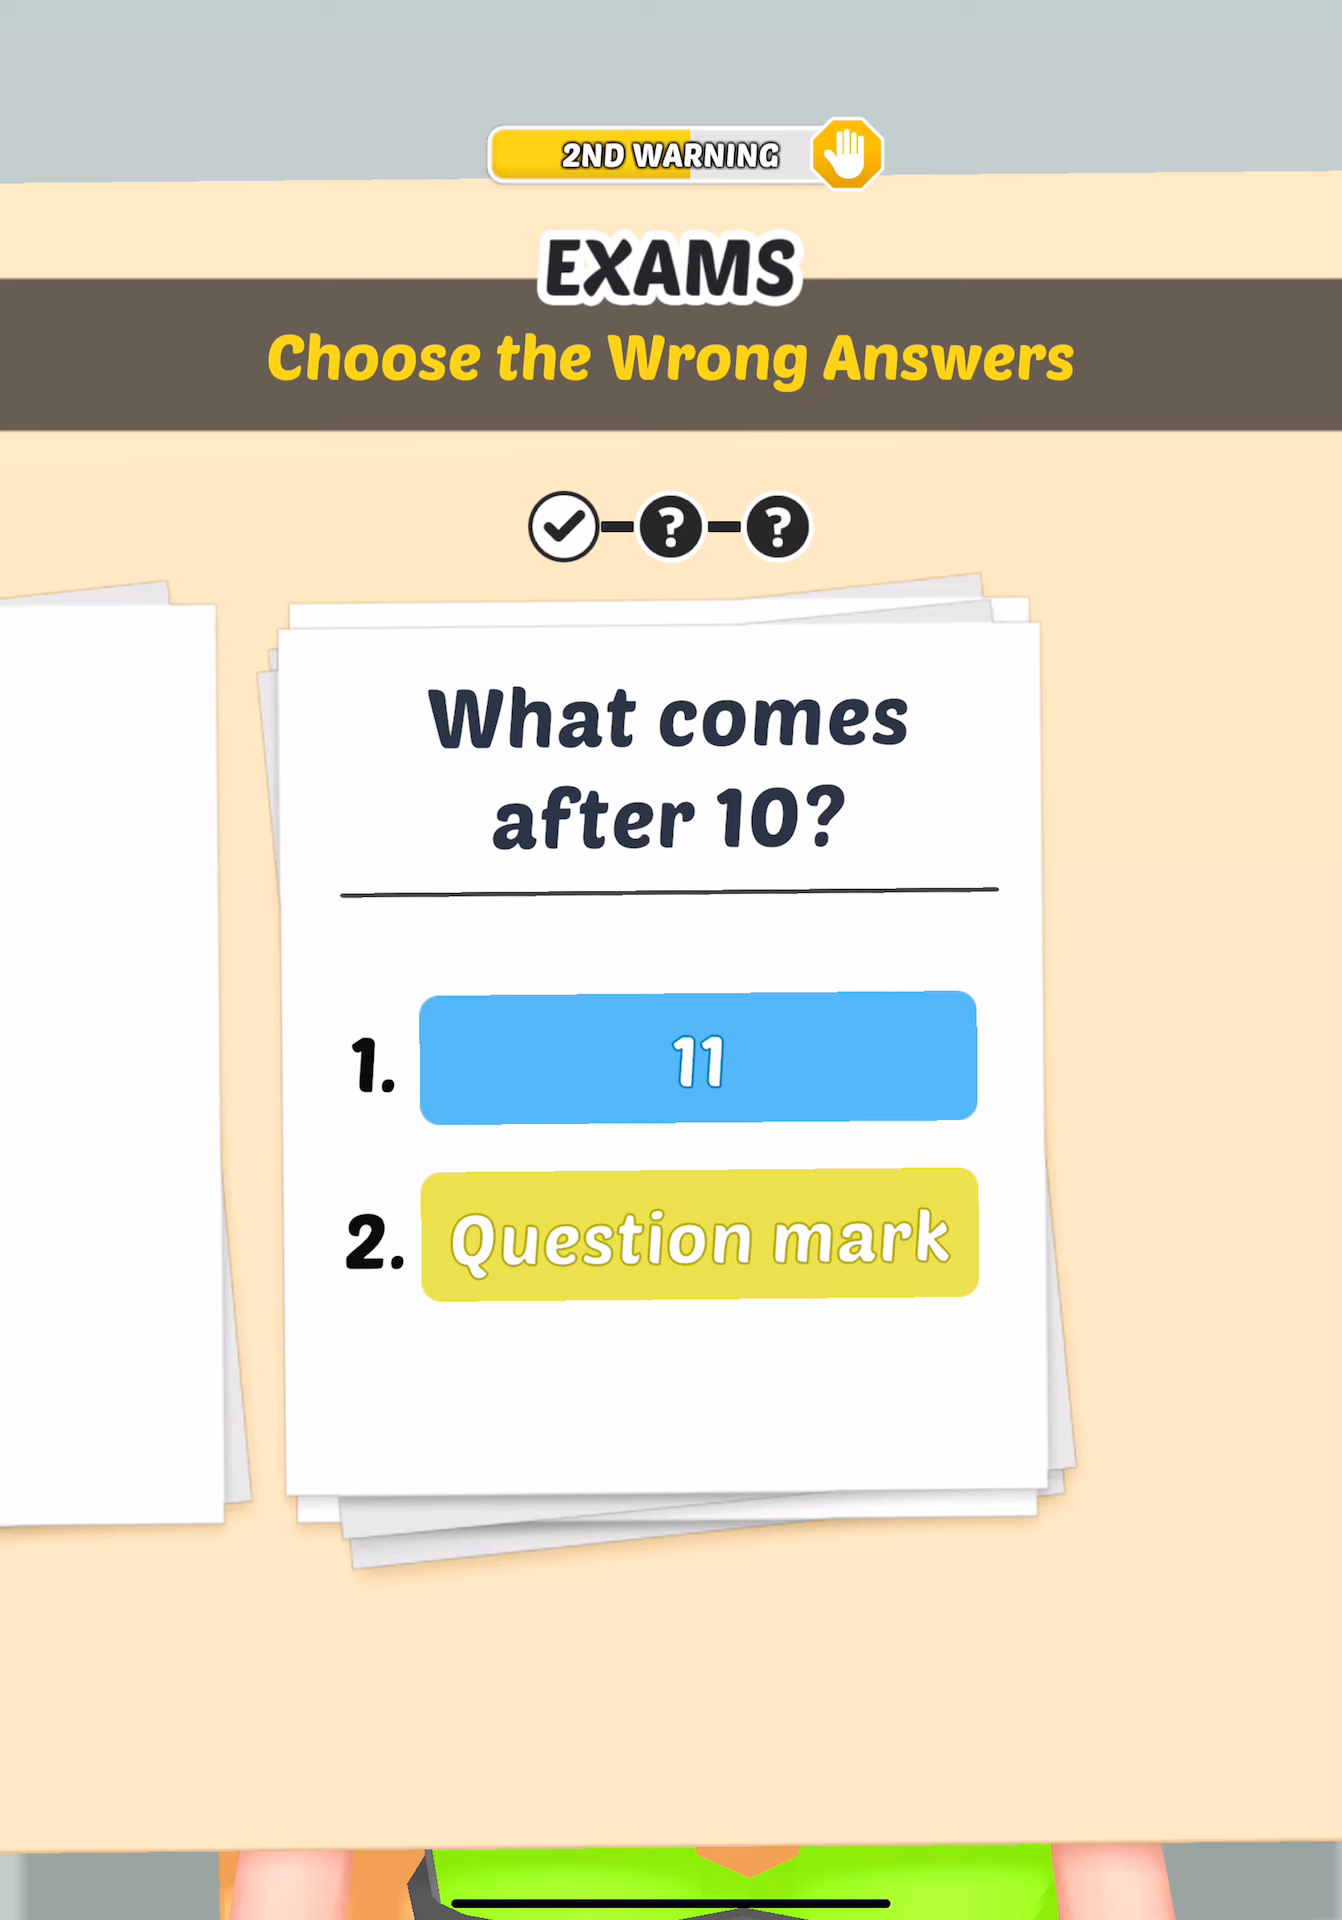 2ND WARNING
EXAMS
Choose the Wrong Answers
? ?
What comes
after 10?
1. 11
2. Question mark